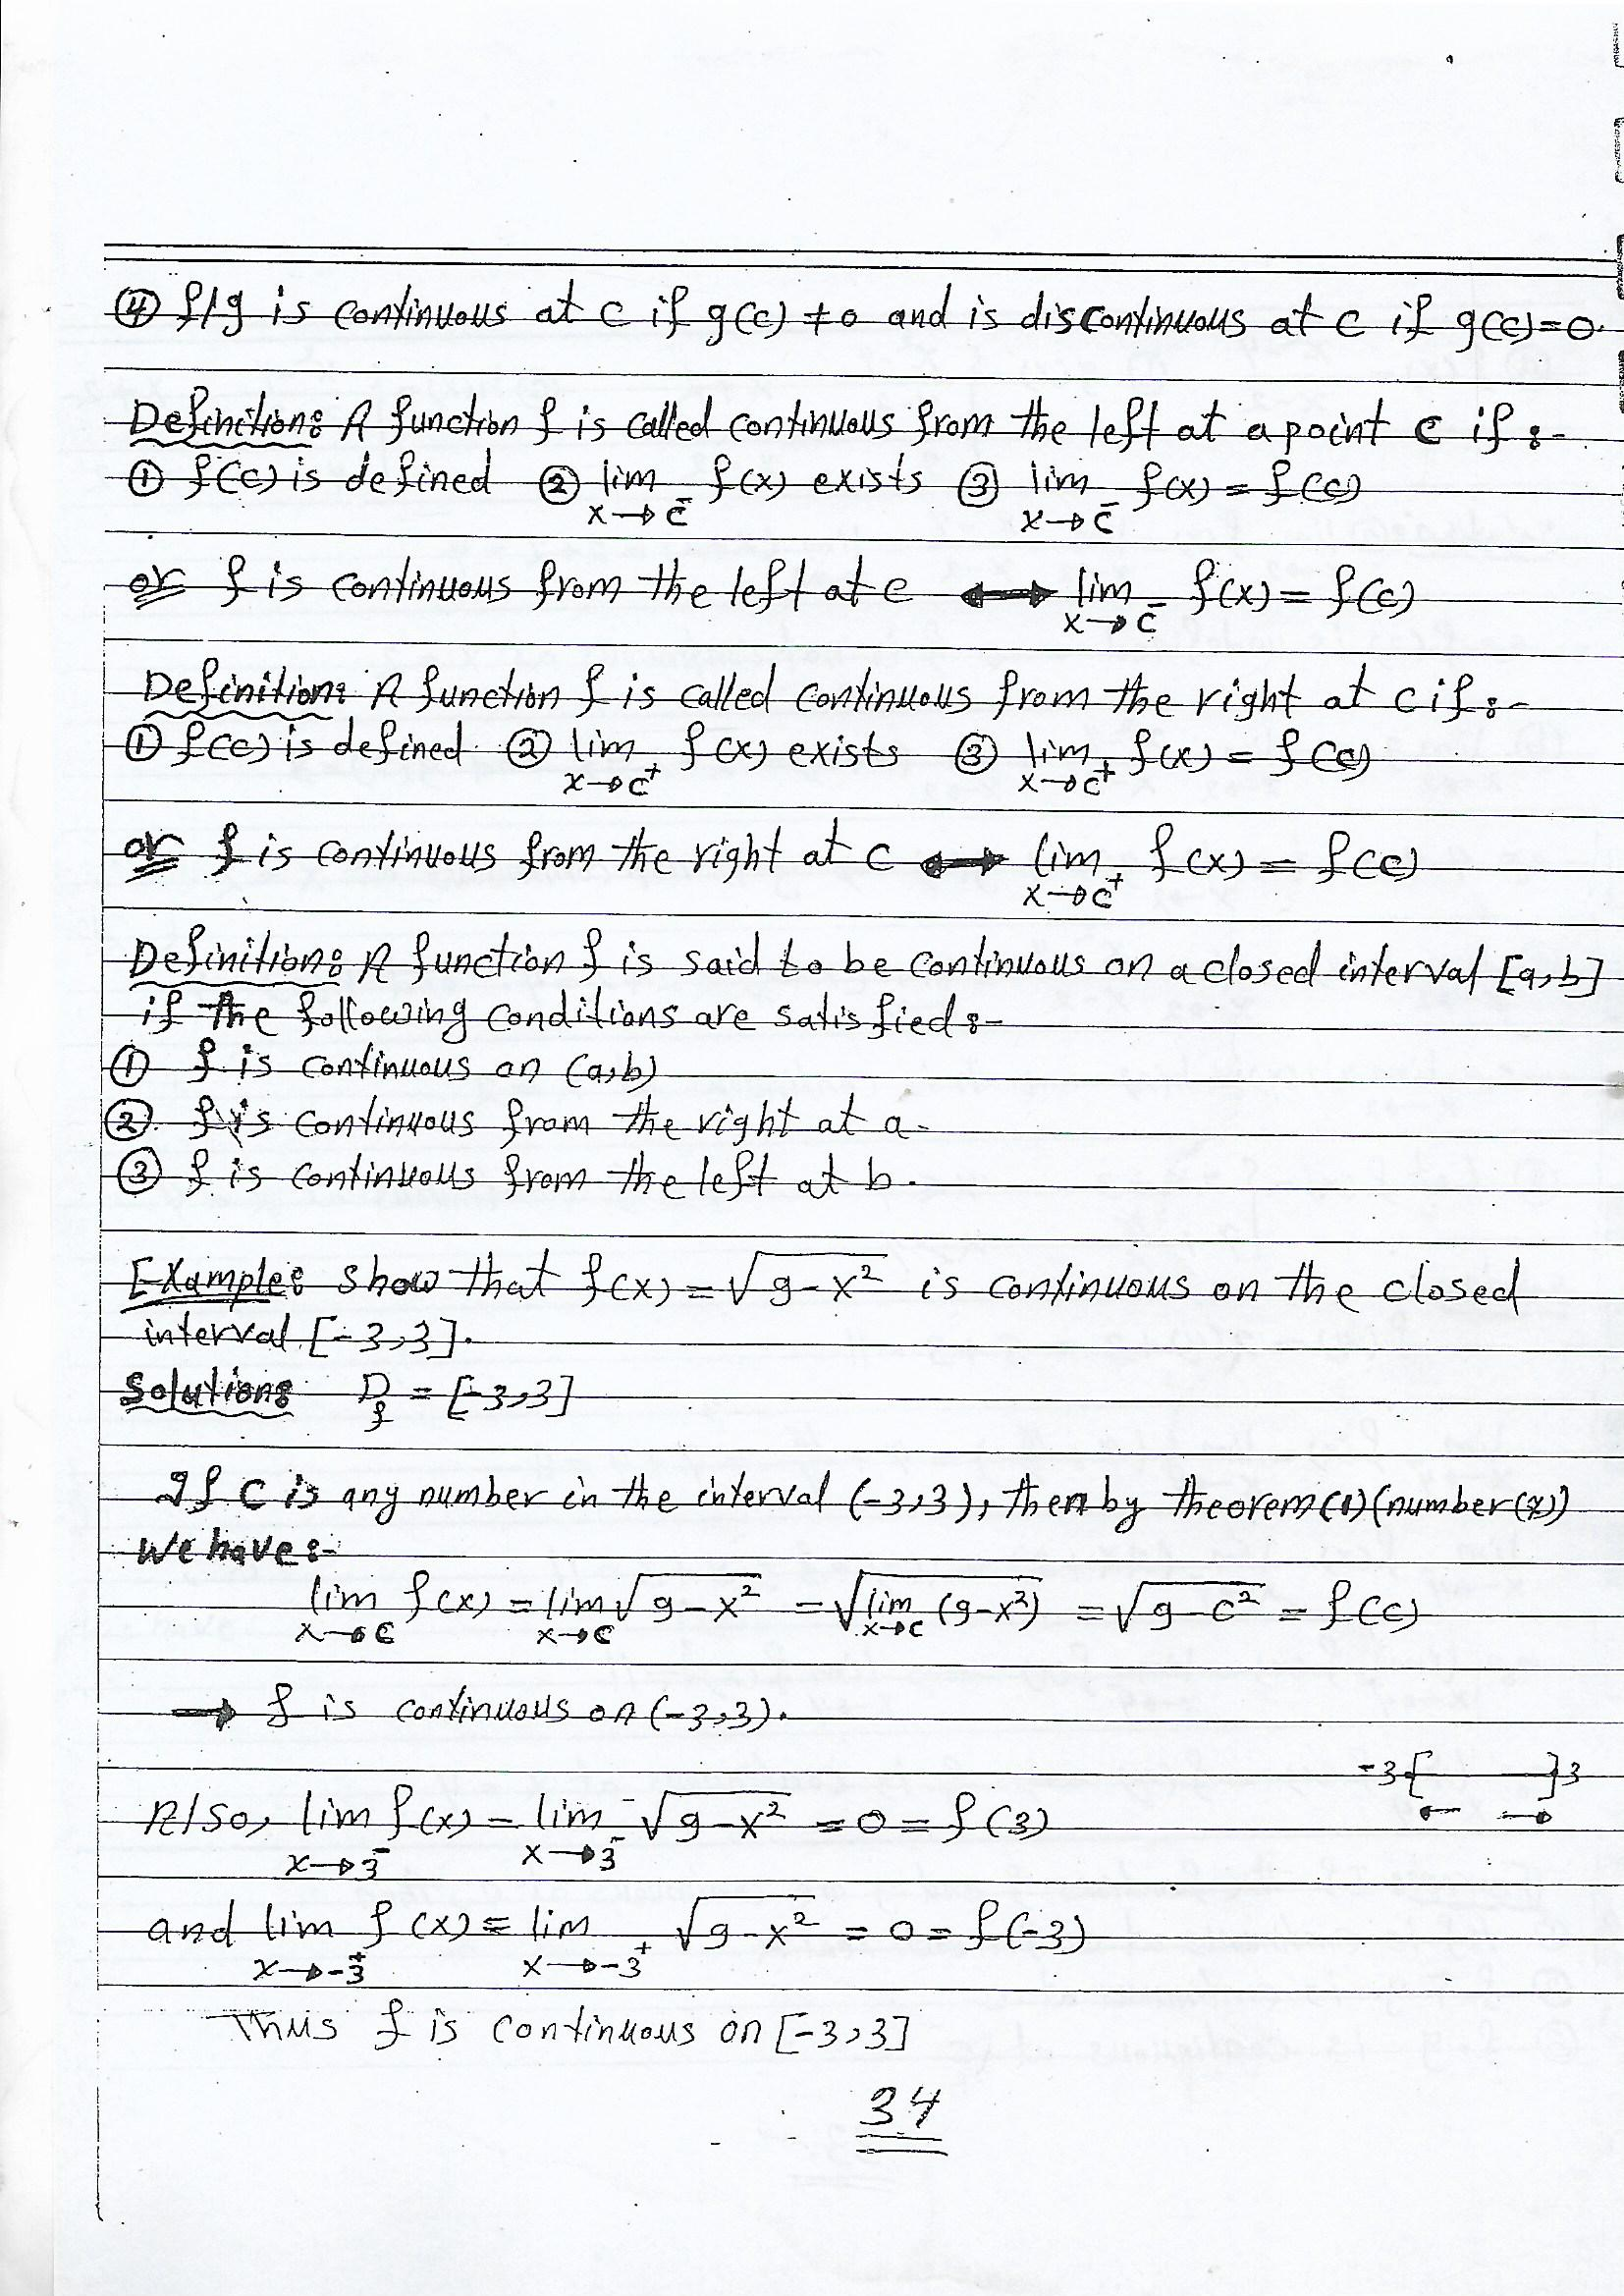 ④ f/g is continuous at c if g(c) ≠ 0 and is discontinuous at c if g(c)=0.
Definition: A function f is called continuous from the left at a point c if :-
① f(c) is defined ② lim x→c⁻ f(x) exists ③ lim x→c⁻ f(x) = f(c)
or f is continuous from the left at c ⟷ lim x→c⁻ f(x) = f(c)
Definition: A function f is called continuous from the right at c if :-
① f(c) is defined ② lim x→c⁺ f(x) exists ③ lim x→c⁺ f(x) = f(c)
or f is continuous from the right at c ⟷ lim x→c⁺ f(x) = f(c)
Definition: A function f is said to be continuous on a closed interval [a,b]
if the following conditions are satisfied :-
① f is continuous on (a,b)
② f is continuous from the right at a.
③ f is continuous from the left at b.
Example: show that f(x) = √(9-x²) is continuous on the closed
interval [-3,3].
Solution: D_f = [-3,3]
If c is any number in the interval (-3,3), then by theorem (number
We have :-
lim x→c f(x) = lim x→c √(9-x²) = √(lim x→c (9-x²)) = √(9-c²) = f(c)
→ f is continuous on (-3,3).
-3[ ]3
← →
Also, lim x→3⁻ f(x) = lim x→3⁻ √(9-x²) = 0 = f(3)
and lim x→-3⁺ f(x) = lim x→-3⁺ √(9-x²) = 0 = f(-3)
Thus f is continuous on [-3,3]
34